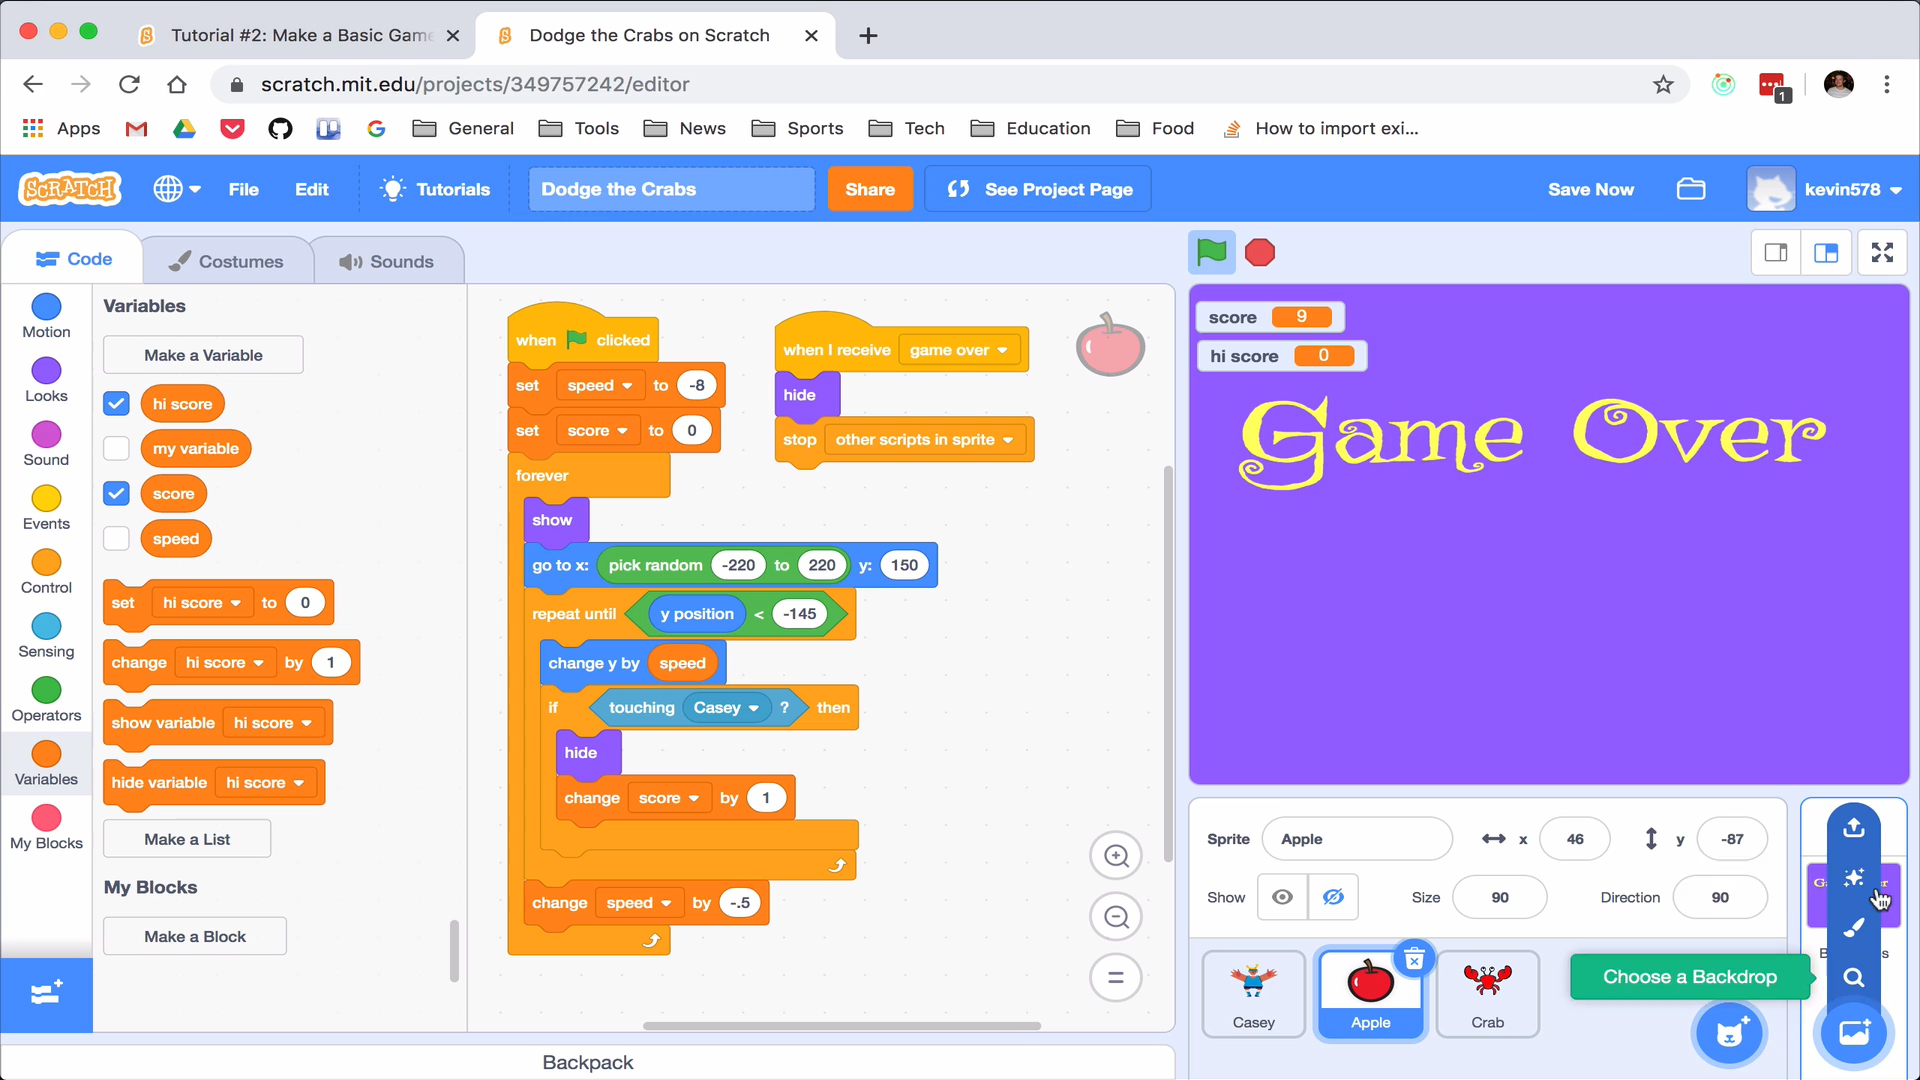 Tutorial #2: Make a Basic Game
Dodge the Crabs on Scratch
scratch.mit.edu/projects/349757242/editor
1
Apps
General
Tools
News
Sports
Tech
Education
Food
How to import exi...
SCRATCH
File
Edit
Tutorials
Dodge the Crabs
Share
See Project Page
Save Now
kevin578
Code
Costumes
Sounds
Motion
Looks
Sound
Events
Control
Sensing
Operators
Variables
My Blocks
Variables
Make a Variable
hi score
my variable
score
speed
set hi score to 0
change hi score by 1
show variable hi score
hide variable hi score
Make a List
My Blocks
Make a Block
when clicked
set speed to -8
set score to 0
forever
show
go to x: pick random -220 to 220 y: 150
repeat until y position < -145
change y by speed
if touching Casey ? then
hide
change score by 1
change speed by -.5
when I receive game over
hide
stop other scripts in sprite
Backpack
score 9
hi score 0
Game Over
Sprite Apple x 46 y -87
Show Size 90 Direction 90
Casey
Apple
Crab
Choose a Backdrop